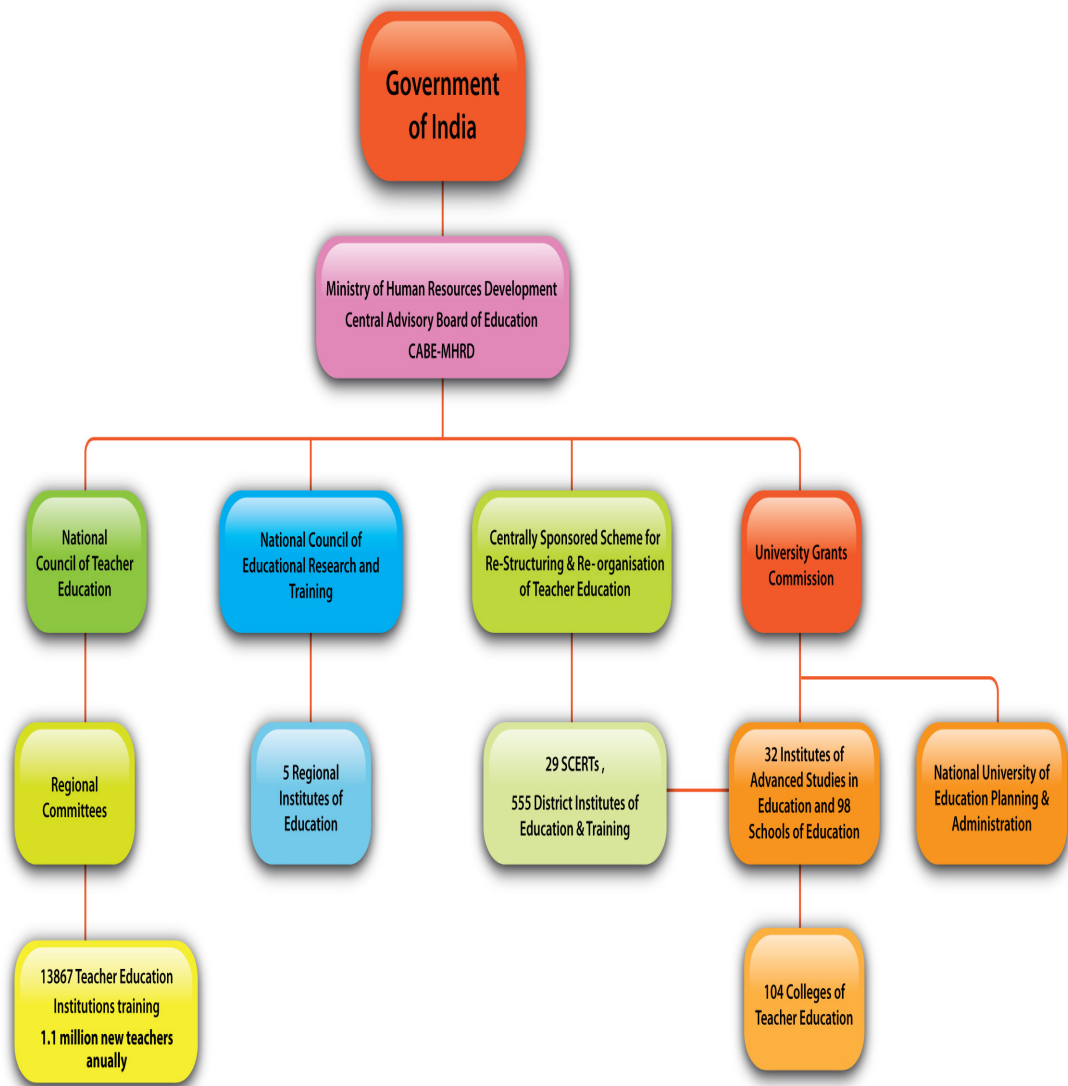 Government
of India
Ministry of Human Resources Development
Central Advisory Board of Education
CABE-MHRD
National
Council of Teacher
Education
National Council of
Educational Research and
Training
Centrally Sponsored Scheme for
Re-Structuring & Re- organisation
of Teacher Education
University Grants
Commission
Regional
Committees
5 Regional
Institutes of
Education
29 SCERTs ,
555 District Institutes of
Education & Training
32 Institutes of
Advanced Studies in
Education and 98
Schools of Education
National University of
Education Planning &
Administration
13867 Teacher Education
Institutions training
1.1 million new teachers
anually
104 Colleges of
Teacher Education